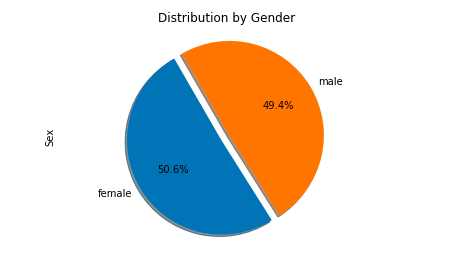 Distribution by Gender
male
49.4%
Sex
50.6%
female